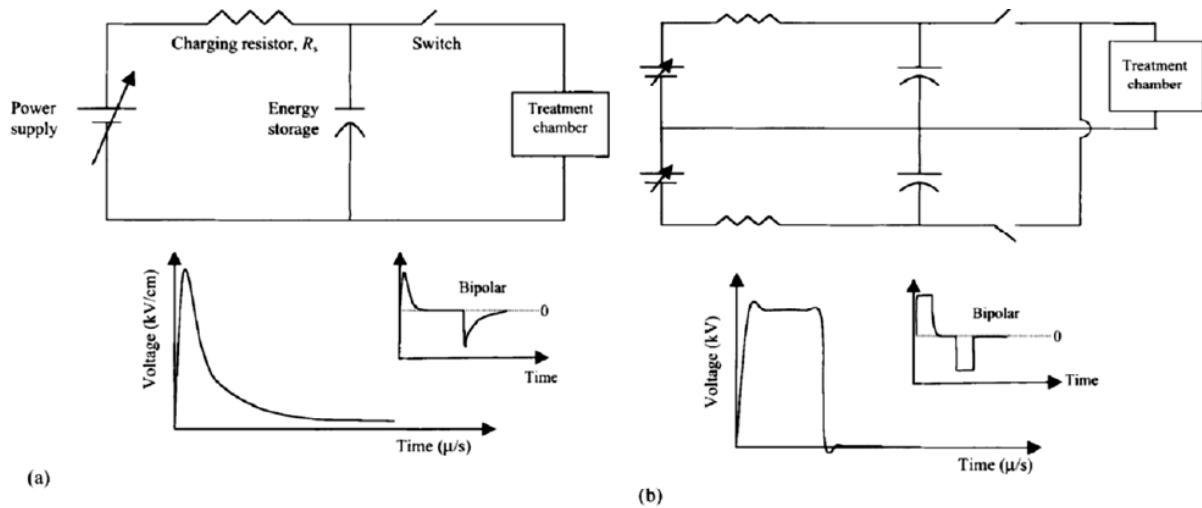 Charging resistor, Rs
Switch
Power
supply
Energy
storage
Treatment
chamber
Voltage (kV/cm)
Bipolar
0
Time
Time (μ/s)
(a)
Treatment
chamber
Voltage (kV)
Bipolar
0
Time
Time (μ/s)
(b)